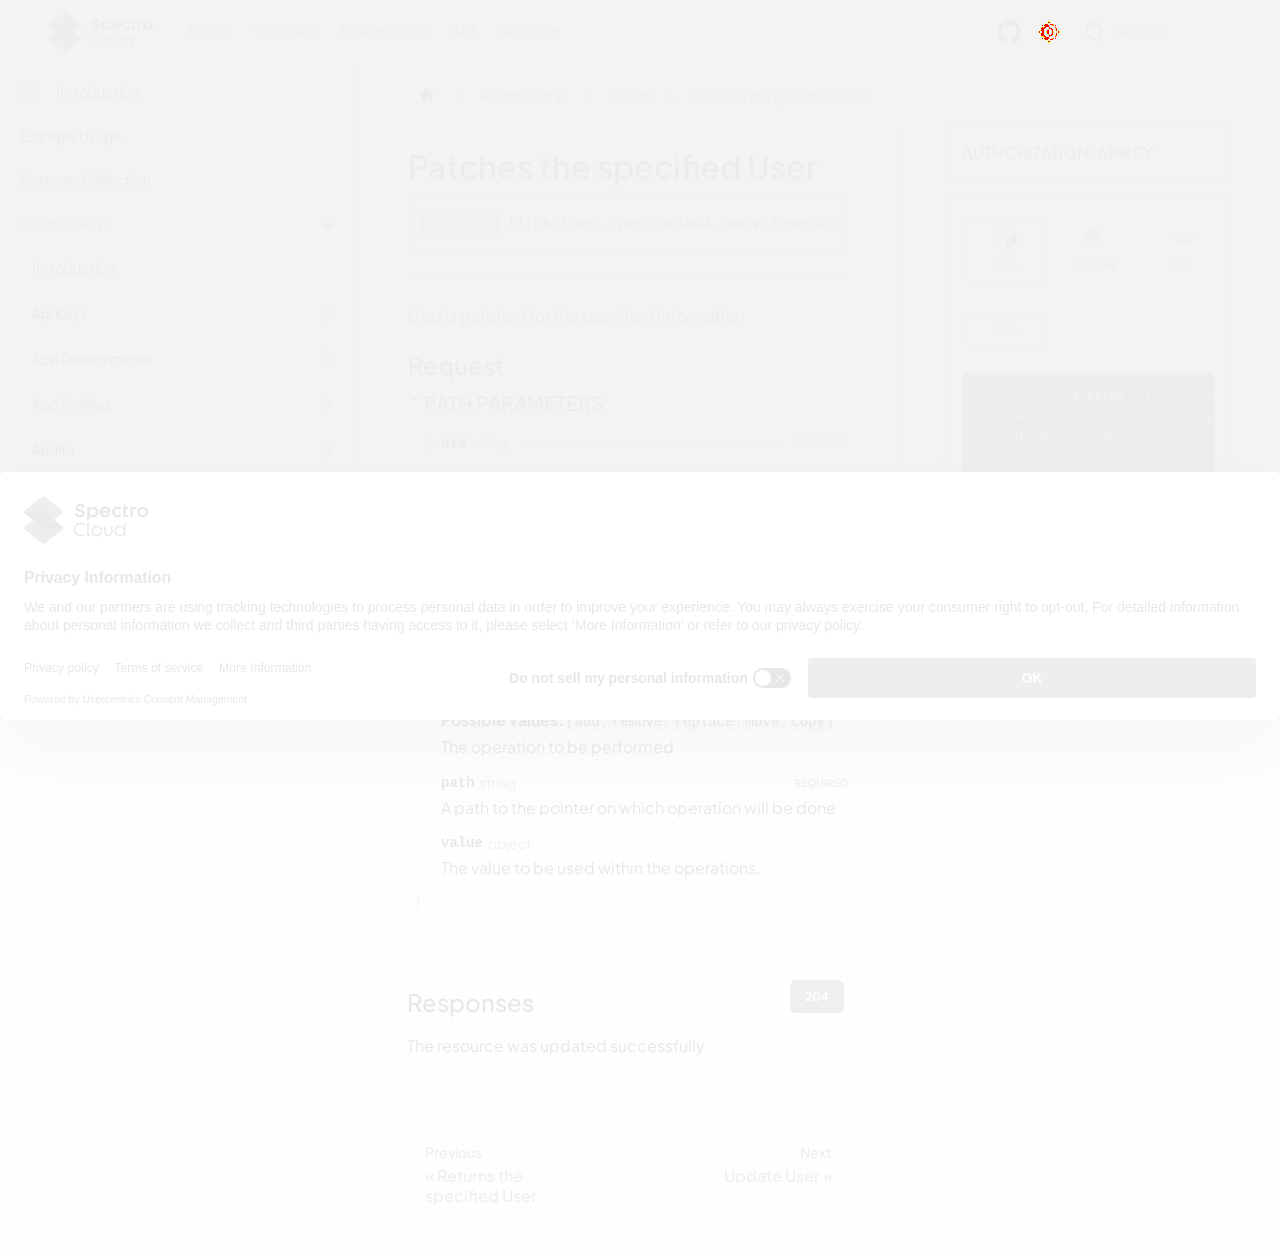 Spectro Cloud
Docs Tutorials Downloads API latest
Search
Introduction
Example Usage
Postman Collection
Palette API V1
Introduction
Api Keys
App Deployments
App Profiles
Audits
Palette API V1
Users
Patches the specified User
Patches the specified User
https://api.spectrocloud.com/v1/users/:u
User is patched for the specified information
Request
PATH PARAMETERS
uid string REQUIRED
AUTHORIZATION: APIKEY
CURL PYTHON GO
CURL
Spectro
Cloud
Privacy Information
We and our partners are using tracking technologies to process personal data in order to improve your experience. You may always exercise your consumer right to opt-out. For detailed information
about personal information we collect and third parties having access to it, please select 'More Information' or refer to our privacy policy.
Privacy policy Terms of service More Information
Do not sell my personal information
OK
Powered by Usercentrics Consent Management
Possible values: [add, remove, replace, move, copy]
The operation to be performed
path string REQUIRED
A path to the pointer on which operation will be done
value object
The value to be used within the operations.
]
Responses
204
The resource was updated successfully
Previous
« Returns the
specified User
Next
Update User »